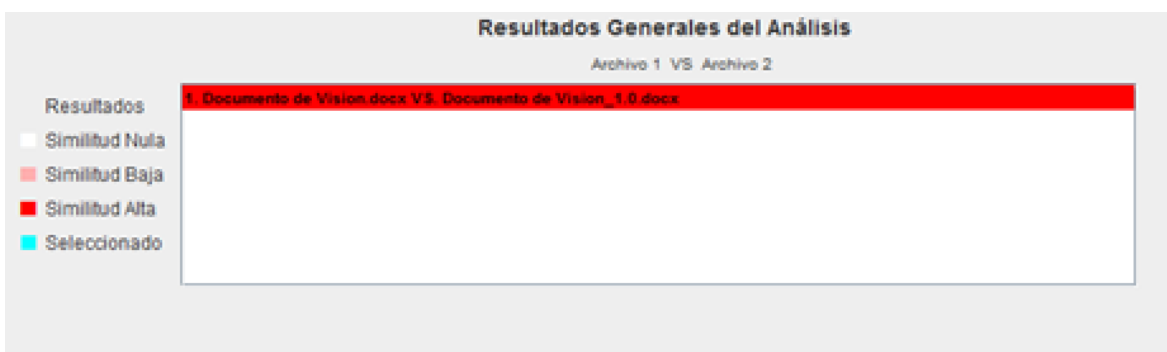 Resultados Generales del Análisis
Archivo 1 VS Archivo 2
1. Documento de Vision.docx VS. Documento de Vision_1.0.docx
Resultados
Similitud Nula
Similitud Baja
Similitud Alta
Seleccionado